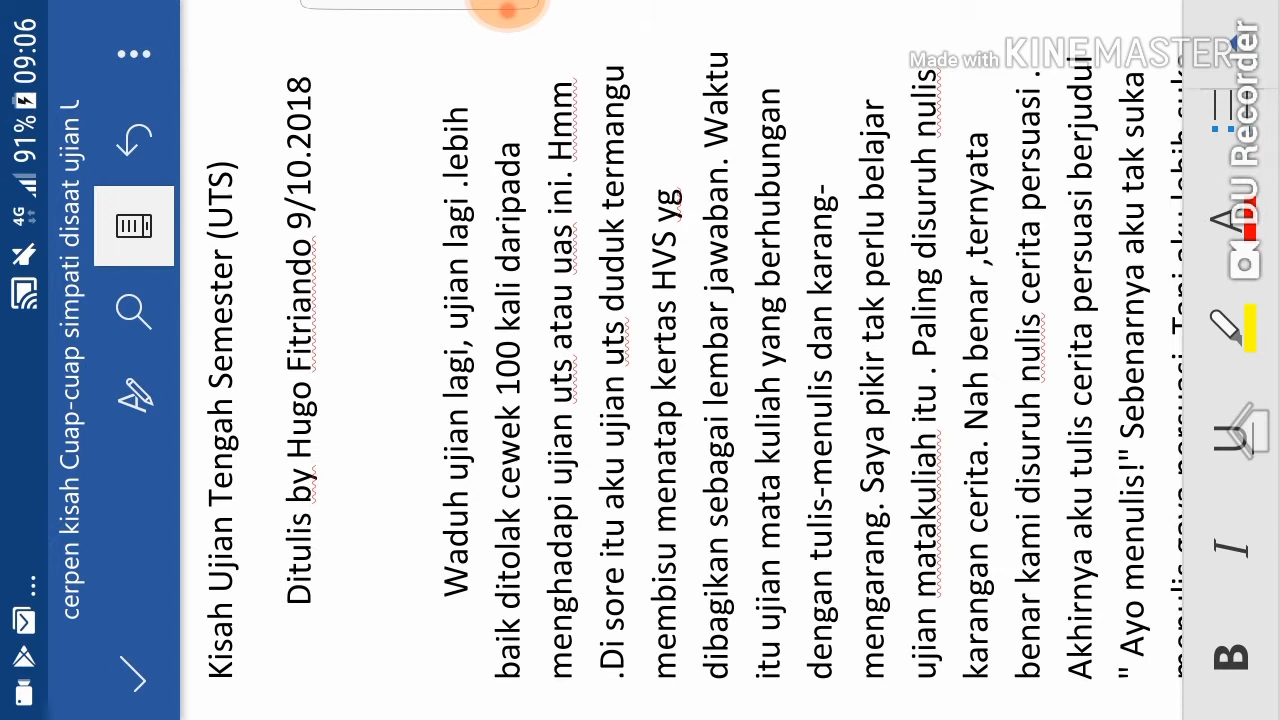 4G 91% 09:06
cerpen kisah Cuap-cuap simpati disaat ujian
Kisah Ujian Tengah Semester (UTS)
Ditulis by Hugo Fitriando 9/10.2018
Waduh ujian lagi, ujian lagi .lebih
baik ditolak cewek 100 kali daripada
menghadapi ujian uts atau uas ini. Hmm
.Di sore itu aku ujian uts duduk termangu
membisu menatap kertas HVS yg
dibagikan sebagai lembar jawaban. Waktu
itu ujian mata kuliah yang berhubungan
dengan tulis-menulis dan karang-
mengarang. Saya pikir tak perlu belajar
ujian matakuliah itu . Paling disuruh nulis
karangan cerita. Nah benar ,ternyata
benar kami disuruh nulis cerita persuasi .
Akhirnya aku tulis cerita persuasi berjudul
" Ayo menulis!" Sebenarnya aku tak suka
B I U A
Made with KINEMASTER
DU Recorder